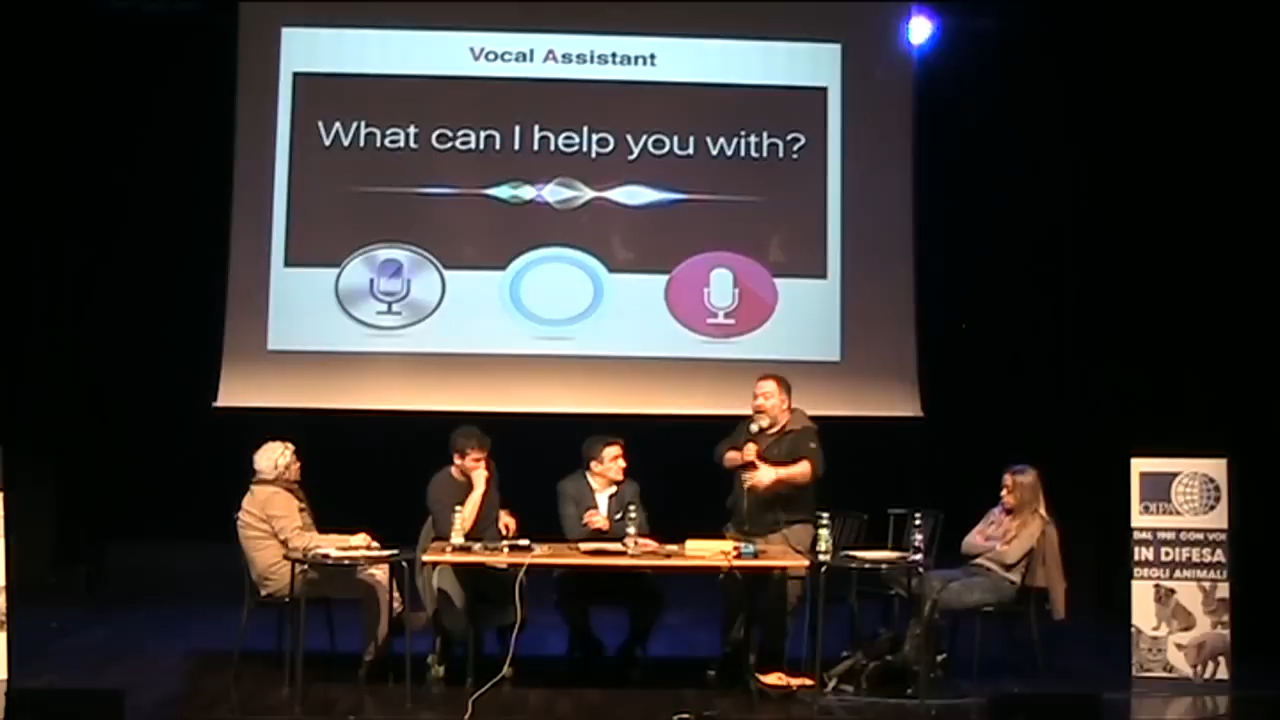 Vocal Assistant
What can I help you with?
OIPA
DAL 1981 CON VOI
IN DIFESA
DEGLI ANIMALI